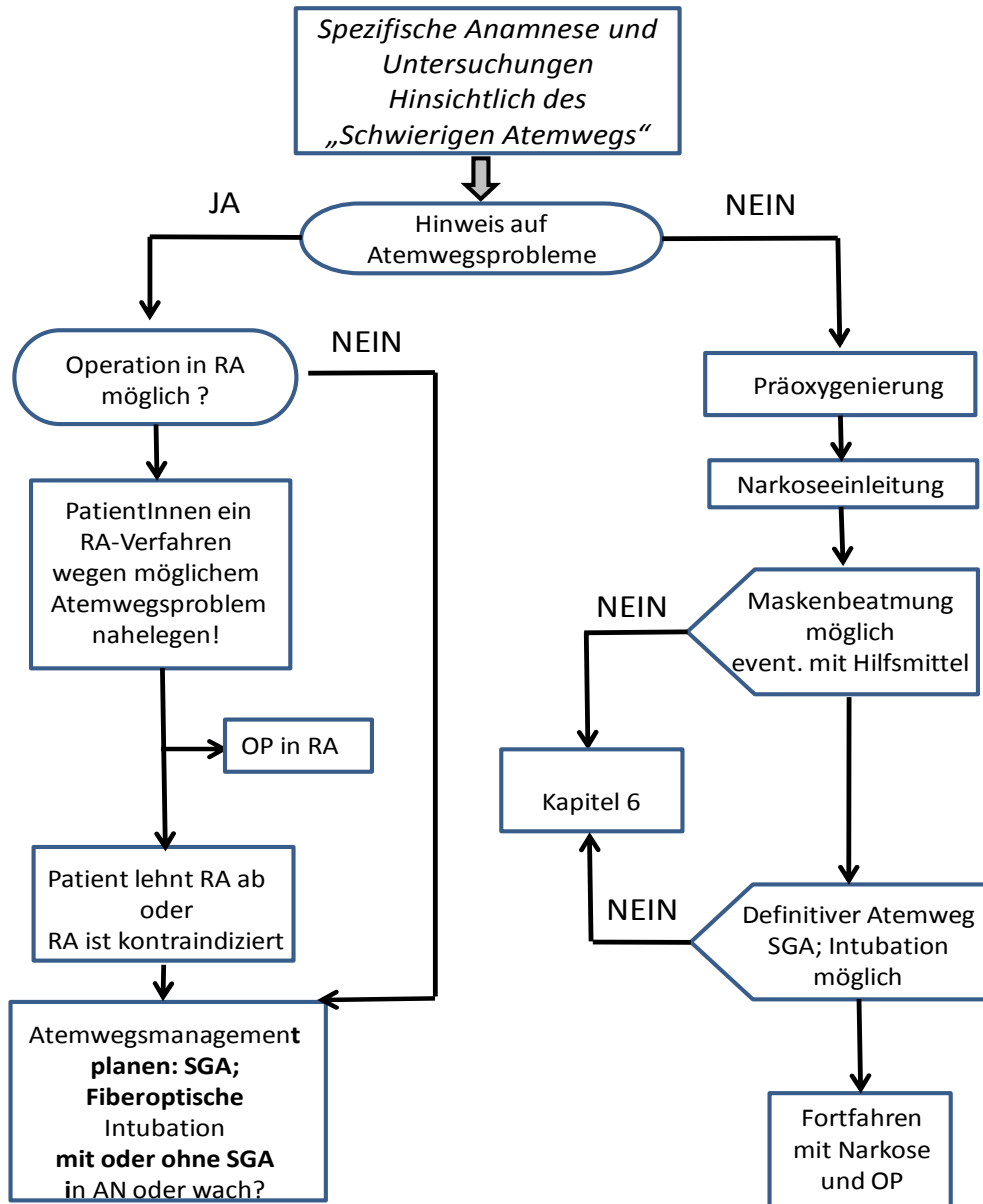 Spezifische Anamnese und
Untersuchungen
Hinsichtlich des
„Schwierigen Atemwegs“
JA
NEIN
Hinweis auf
Atemwegsprobleme
Operation in RA
möglich ?
NEIN
PatientInnen ein
RA-Verfahren
wegen möglichem
Atemwegsproblem
nahelegen!
OP in RA
Patient lehnt RA ab
oder
RA ist kontraindiziert
Atemwegsmanagement
planen: SGA;
Fiberoptische
Intubation
mit oder ohne SGA
in AN oder wach?
Präoxygenierung
Narkoseeinleitung
Maskenbeatmung
möglich
event. mit Hilfsmittel
NEIN
Kapitel 6
NEIN
Definitiver Atemweg
SGA; Intubation
möglich
Fortfahren
mit Narkose
und OP